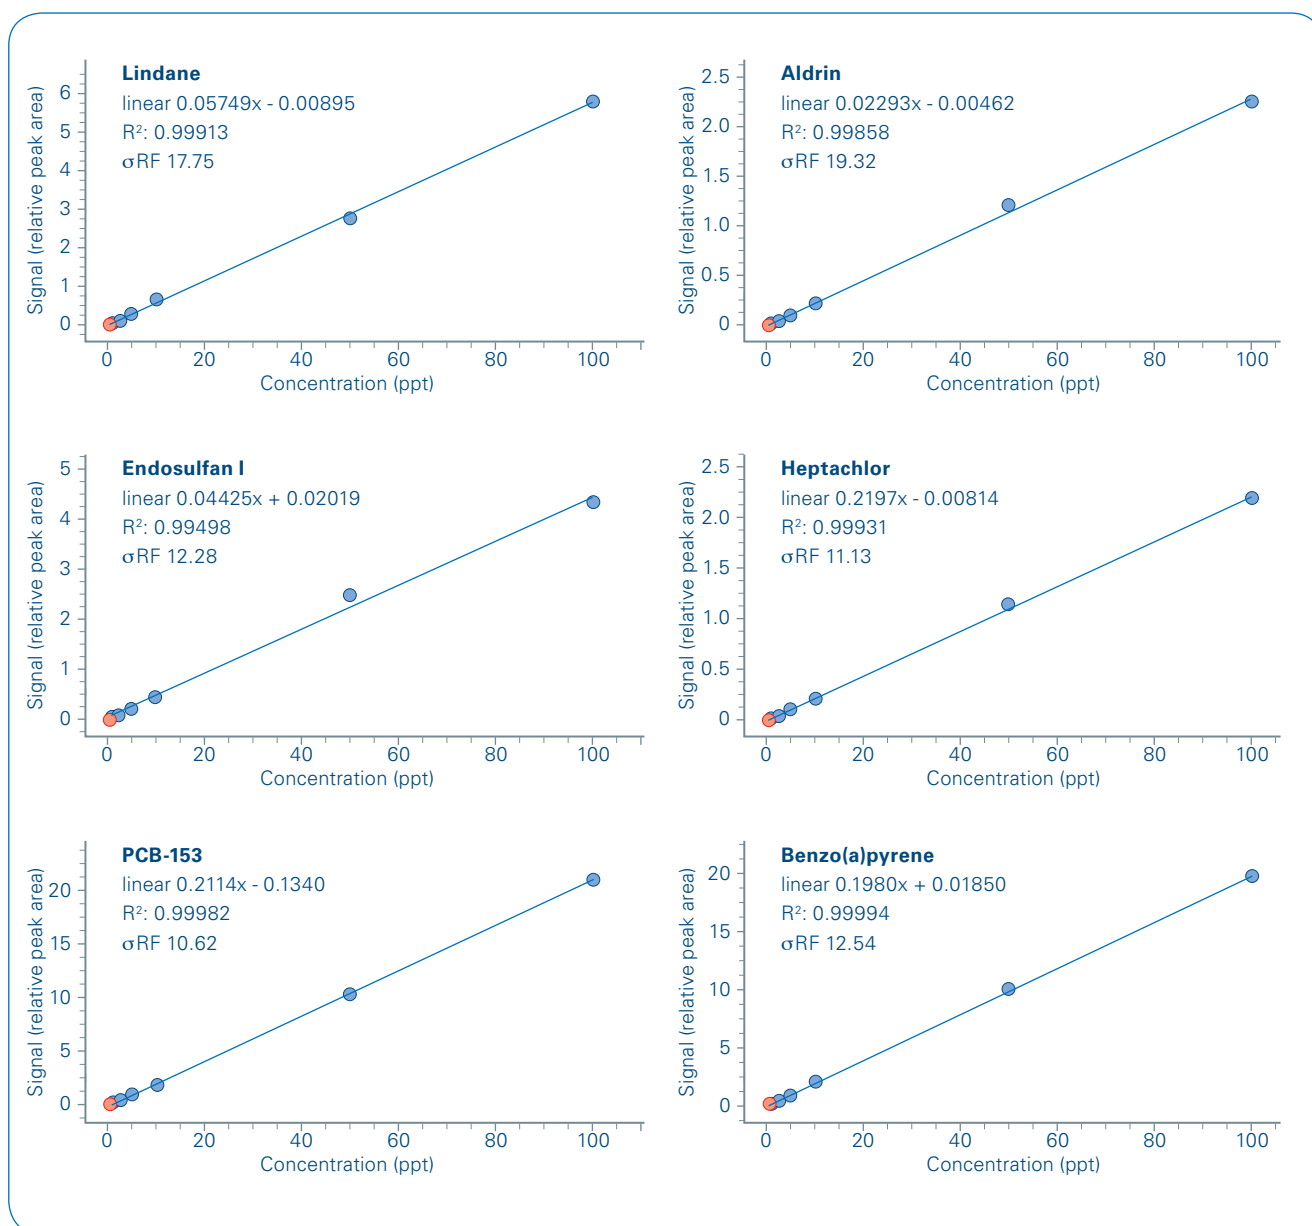 Lindane
linear 0.05749x - 0.00895
R²: 0.99913
σRF 17.75
Signal (relative peak area)
6
5
4
3
2
1
0
0 20 40 60 80 100
Concentration (ppt)
Aldrin
linear 0.02293x - 0.00462
R²: 0.99858
σRF 19.32
Signal (relative peak area)
2.5
2.0
1.5
1.0
0.5
0
0 20 40 60 80 100
Concentration (ppt)
Endosulfan I
linear 0.04425x + 0.02019
R²: 0.99498
σRF 12.28
Signal (relative peak area)
5
4
3
2
1
0
0 20 40 60 80 100
Concentration (ppt)
Heptachlor
linear 0.2197x - 0.00814
R²: 0.99931
σRF 11.13
Signal (relative peak area)
2.5
2.0
1.5
1.0
0.5
0
0 20 40 60 80 100
Concentration (ppt)
PCB-153
linear 0.2114x - 0.1340
R²: 0.99982
σRF 10.62
Signal (relative peak area)
20
15
10
5
0
0 20 40 60 80 100
Concentration (ppt)
Benzo(a)pyrene
linear 0.1980x + 0.01850
R²: 0.99994
σRF 12.54
Signal (relative peak area)
20
15
10
5
0
0 20 40 60 80 100
Concentration (ppt)